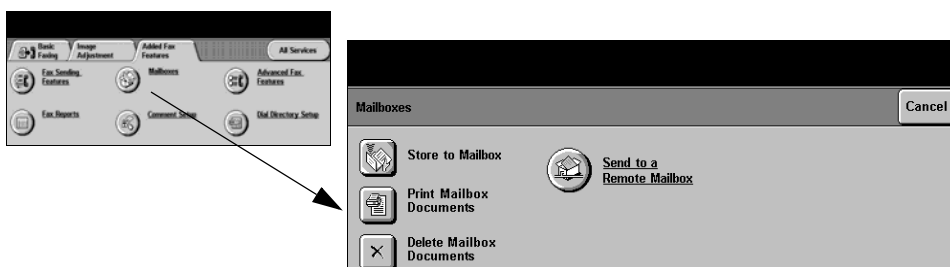 Basic
Faxing
Image
Adjustment
Added Fax
Features
All Services
Fax Sending
Features
Mailboxes
Advanced Fax
Features
Fax Reports
Comment Setup
Dial Directory Setup
Mailboxes
Cancel
Store to Mailbox
Send to a
Remote Mailbox
Print Mailbox
Documents
Delete Mailbox
Documents